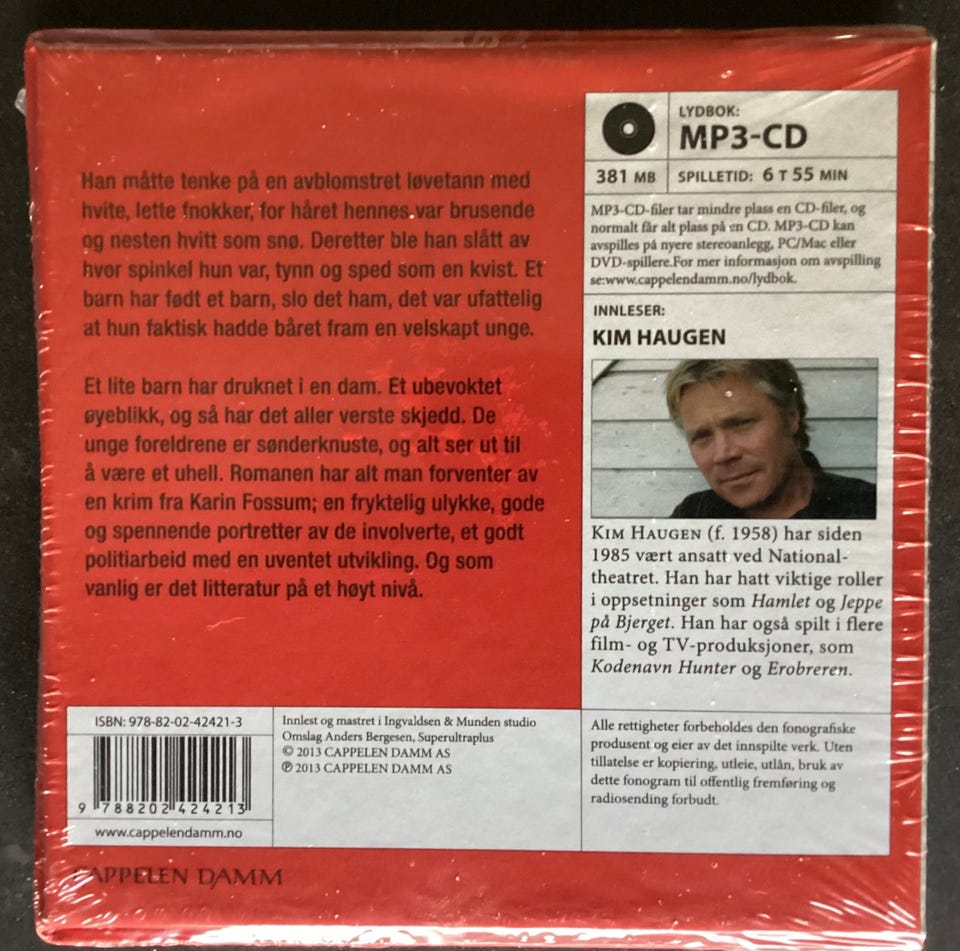 Han måtte tenke på en avblomstret løvetann med
hvite, lette fnokker, for håret hennes var brusende
og nesten hvitt som snø. Deretter ble han slått av
hvor spinkel hun var, tynn og sped som en kvist. Et
barn har født et barn, slo det ham, det var ufattelig
at hun faktisk hadde båret fram en velskapt unge.
Et lite barn har druknet i en dam. Et ubevoktet
øyeblikk, og så har det aller verste skjedd. De
unge foreldrene er sønderknuste, og alt ser ut til
å være et uhell. Romanen har alt man forventer av
en krim fra Karin Fossum; en fryktelig ulykke, gode
og spennende portretter av de involverte, et godt
politiarbeid med en uventet utvikling. Og som
vanlig er det litteratur på et høyt nivå.
LYDBOK:
MP3-CD
381 MB
SPILLETID: 6 T 55 MIN
MP3-CD-filer tar mindre plass en CD-filer, og
normalt får alt plass på en CD. MP3-CD kan
avspilles på nyere stereoanlegg, PC/Mac eller
DVD-spillere.For mer informasjon om avspilling
se:www.cappelendamm.no/lydbok.
INNLESER:
KIM HAUGEN
KIM HAUGEN (f. 1958) har siden
1985 vært ansatt ved National-
theatret. Han har hatt viktige roller
i oppsetninger som Hamlet og Jeppe
på Bjerget. Han har også spilt i flere
film- og TV-produksjoner, som
Kodenavn Hunter og Erobreren.
ISBN: 978-82-02-42421-3
9 788202 424213
www.cappelendamm.no
Innlest og mastret i Ingvaldsen & Munden studio
Omslag Anders Bergesen, Superultraplus
© 2013 CAPPELEN DAMM AS
℗ 2013 CAPPELEN DAMM AS
Alle rettigheter forbeholdes den fonografiske
produsent og eier av det innspilte verk. Uten
tillatelse er kopiering, utleie, utlån, bruk av
dette fonogram til offentlig fremføring og
radiosending forbudt.
CAPPELEN DAMM